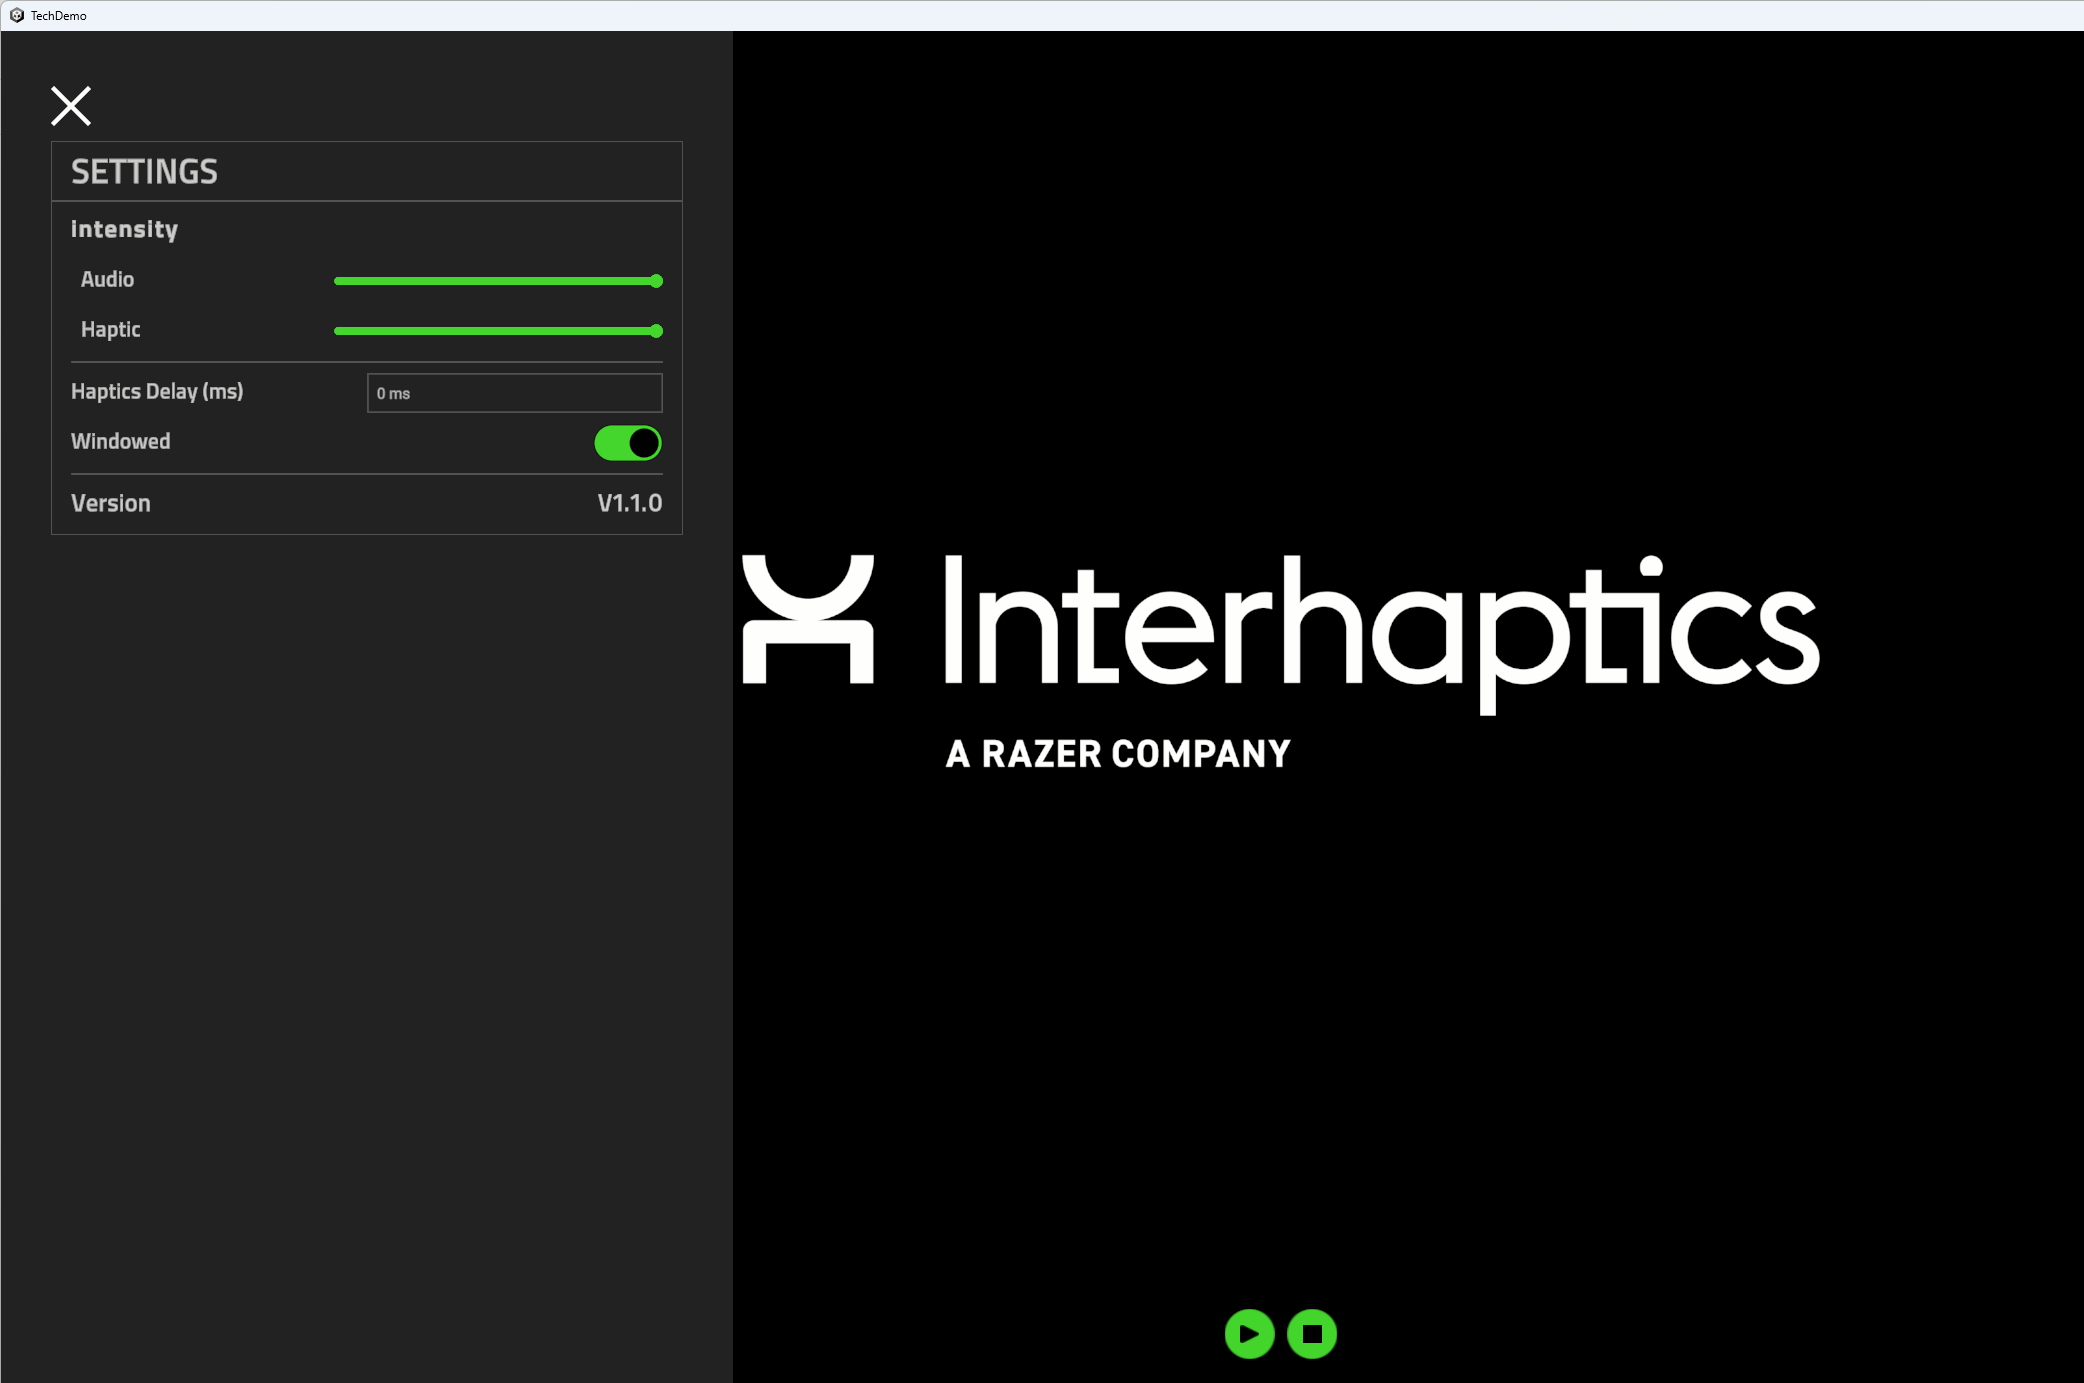 TechDemo
SETTINGS
intensity
Audio
Haptic
Haptics Delay (ms) 0 ms
Windowed
Version V1.1.0
Interhaptics
A RAZER COMPANY